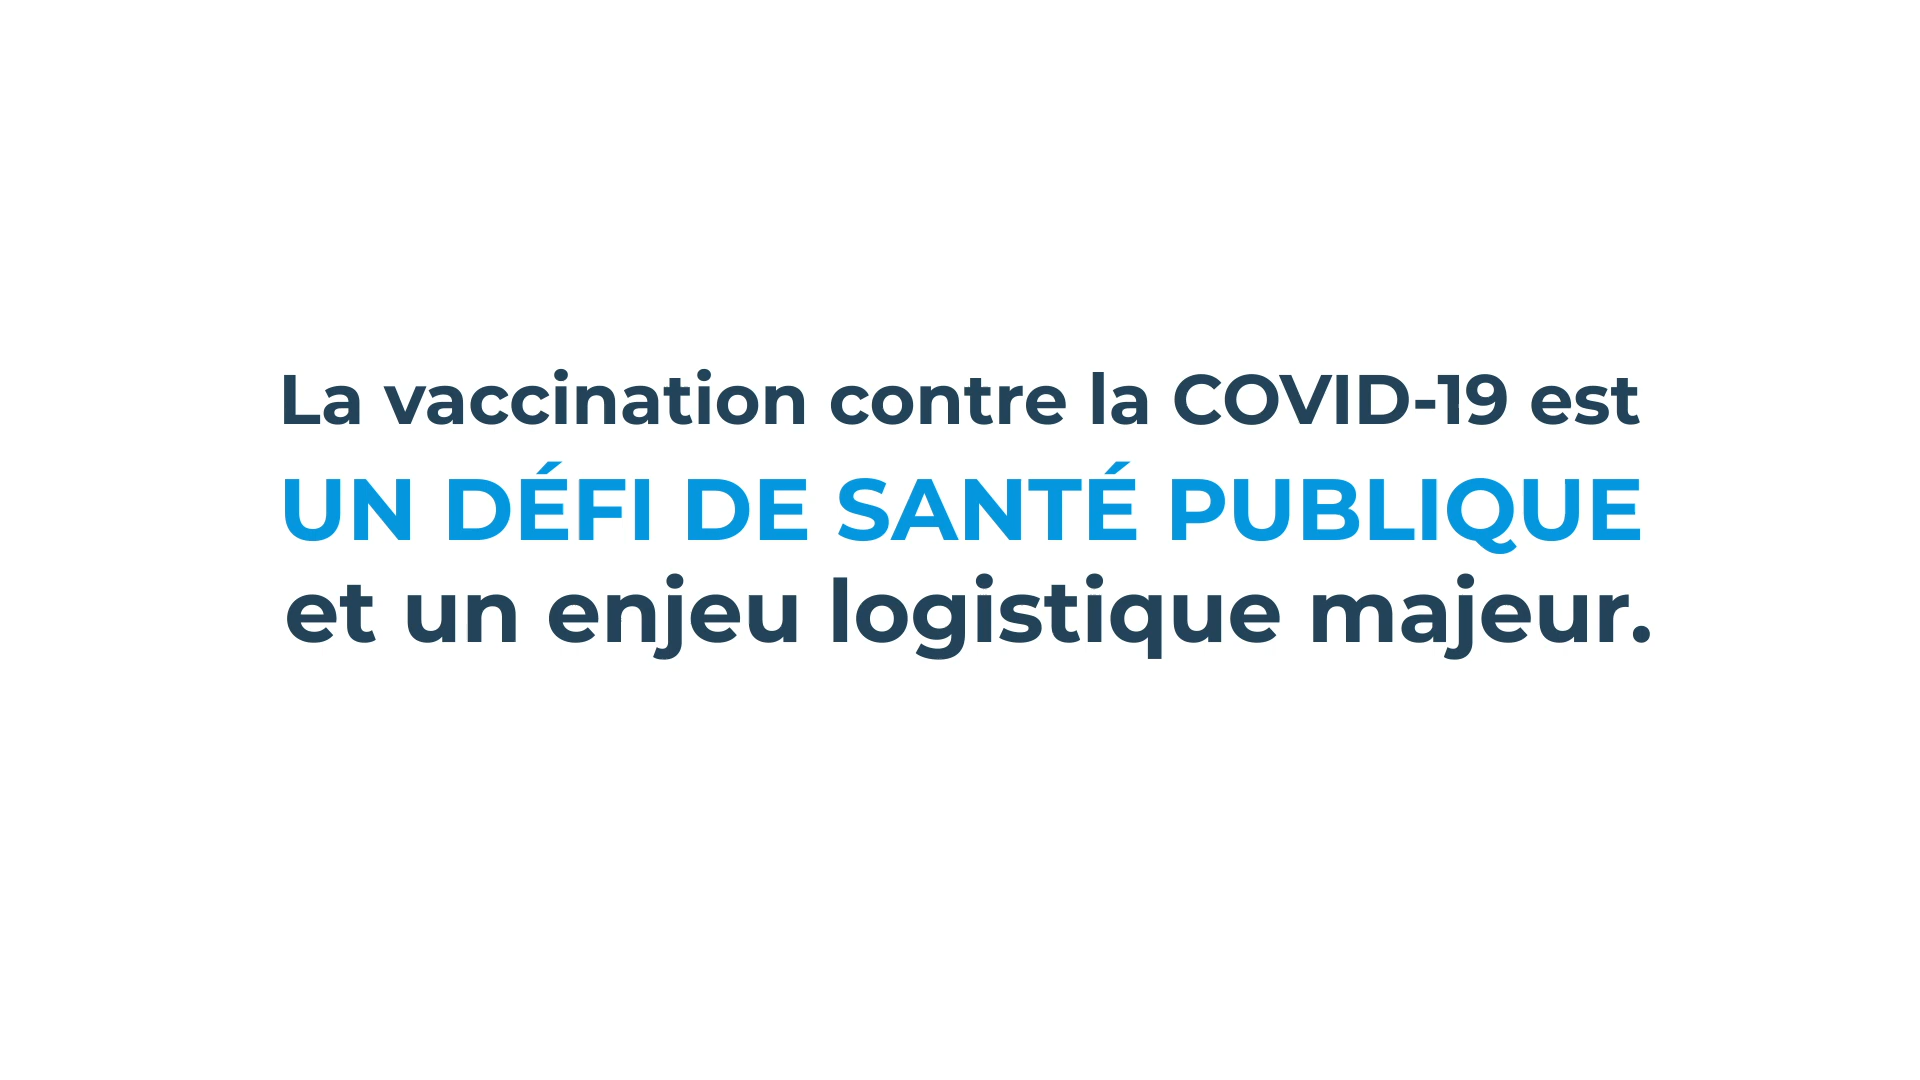 La vaccination contre la COVID-19 est
UN DÉFI DE SANTÉ PUBLIQUE
et un enjeu logistique majeur.